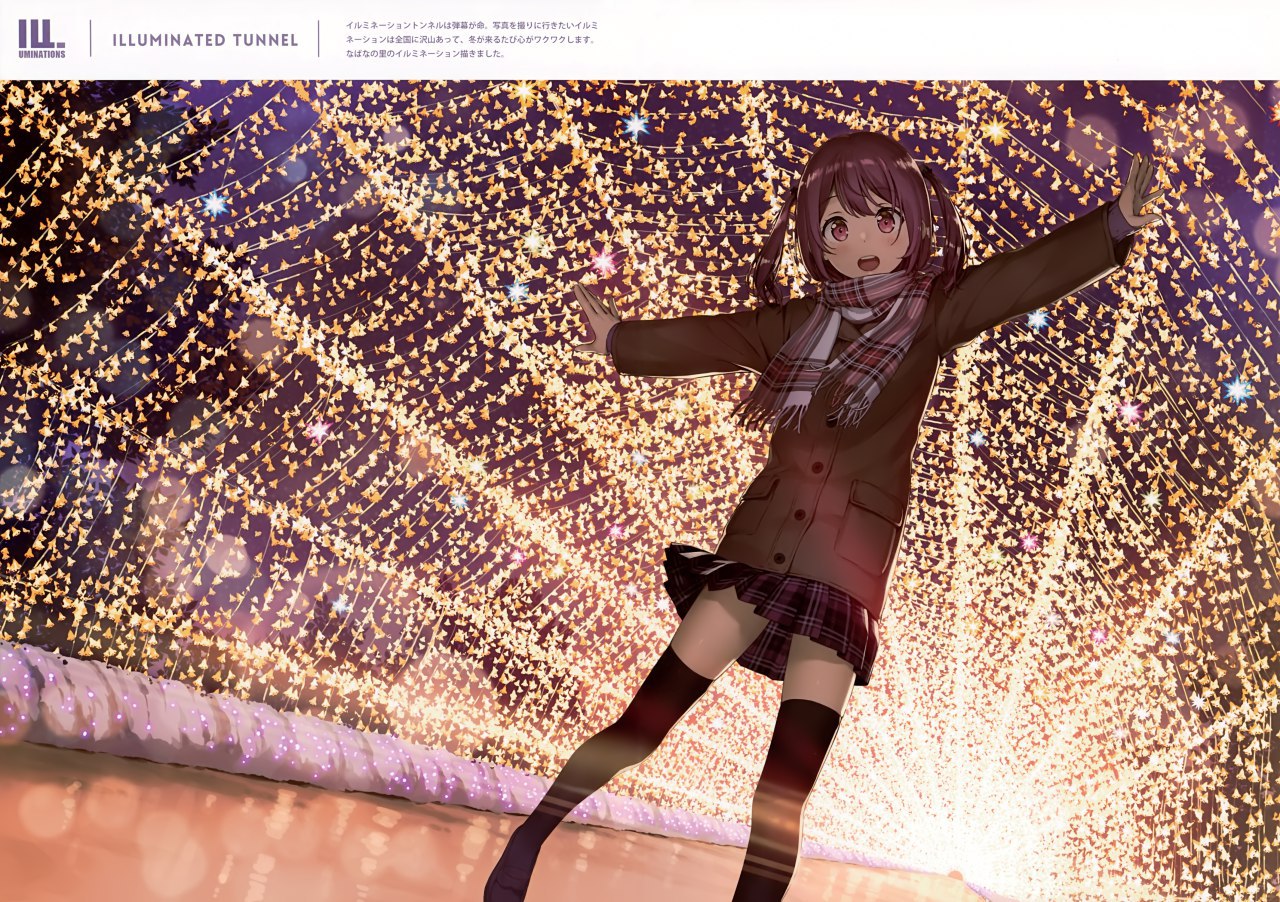 ILL.
UMINATIONS
ILLUMINATED TUNNEL
イルミネーショントンネルは弾幕が命。写真を撮りに行きたいイルミ
ネーションは全国に沢山あって、冬が来るたび心がワクワクします。
なばなの里のイルミネーション描きました。